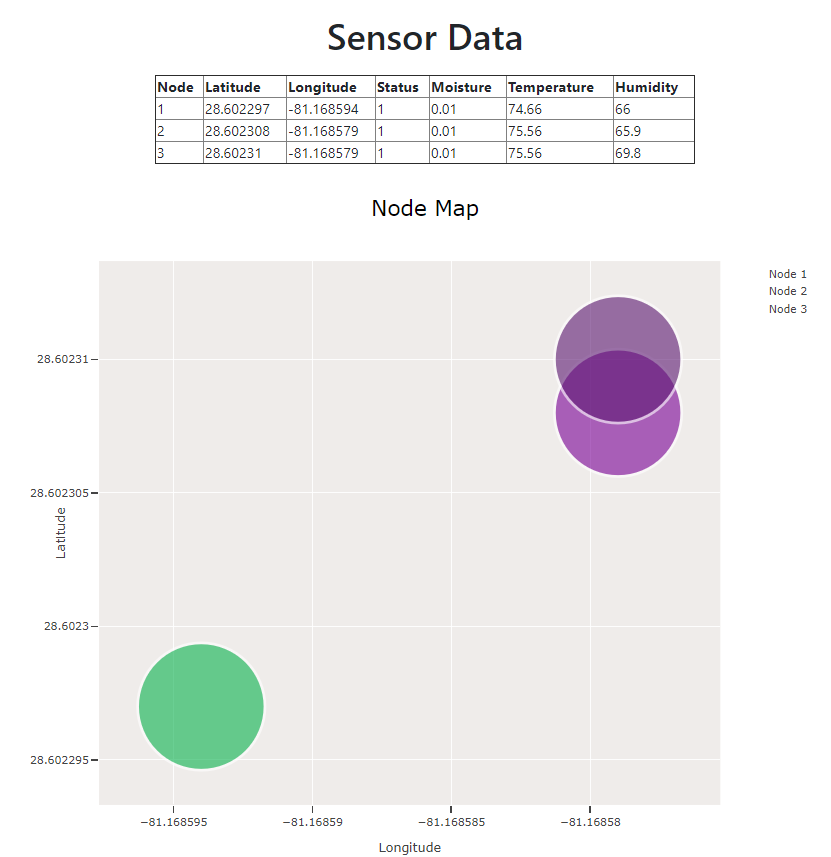 Sensor Data
Node Latitude Longitude Status Moisture Temperature Humidity
1 28.602297 -81.168594 1 0.01 74.66 66
2 28.602308 -81.168579 1 0.01 75.56 65.9
3 28.60231 -81.168579 1 0.01 75.56 69.8
Node Map
Node 1
Node 2
Node 3
28.60231
28.602305
Latitude
28.6023
28.602295
−81.168595 −81.16859 −81.168585 −81.16858
Longitude